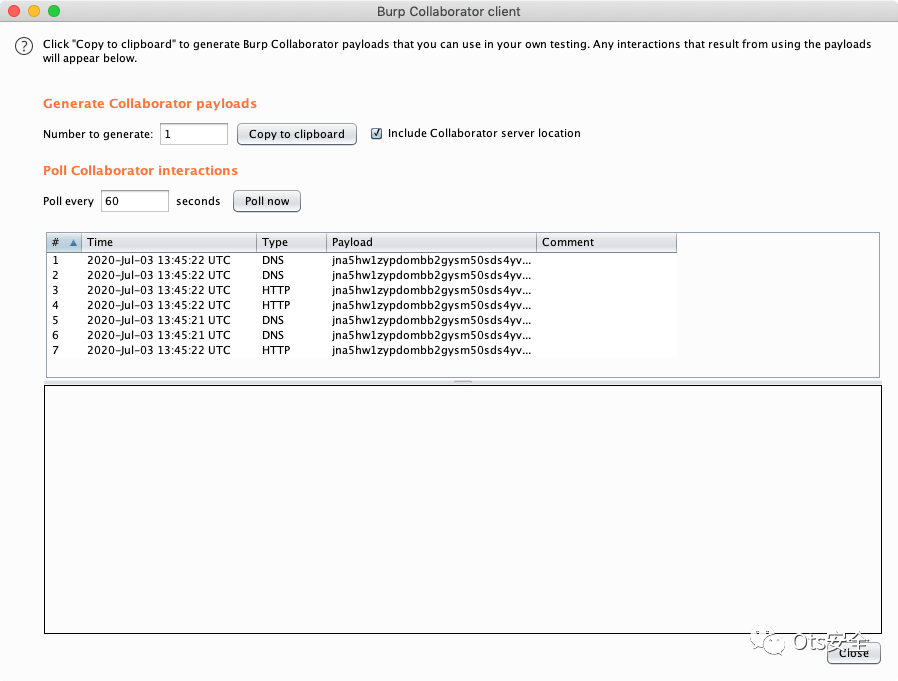 Burp Collaborator client
? Click "Copy to clipboard" to generate Burp Collaborator payloads that you can use in your own testing. Any interactions that result from using the payloads
will appear below.
Generate Collaborator payloads
Number to generate: 1 Copy to clipboard Include Collaborator server location
Poll Collaborator interactions
Poll every 60 seconds Poll now
# Time Type Payload Comment
1 2020-Jul-03 13:45:22 UTC DNS jna5hw1zypdombb2gysm50sds4yv...
2 2020-Jul-03 13:45:22 UTC DNS jna5hw1zypdombb2gysm50sds4yv...
3 2020-Jul-03 13:45:22 UTC HTTP jna5hw1zypdombb2gysm50sds4yv...
4 2020-Jul-03 13:45:22 UTC HTTP jna5hw1zypdombb2gysm50sds4yv...
5 2020-Jul-03 13:45:21 UTC DNS jna5hw1zypdombb2gysm50sds4yv...
6 2020-Jul-03 13:45:21 UTC DNS jna5hw1zypdombb2gysm50sds4yv...
7 2020-Jul-03 13:45:22 UTC HTTP jna5hw1zypdombb2gysm50sds4yv...
Ots安全
Close